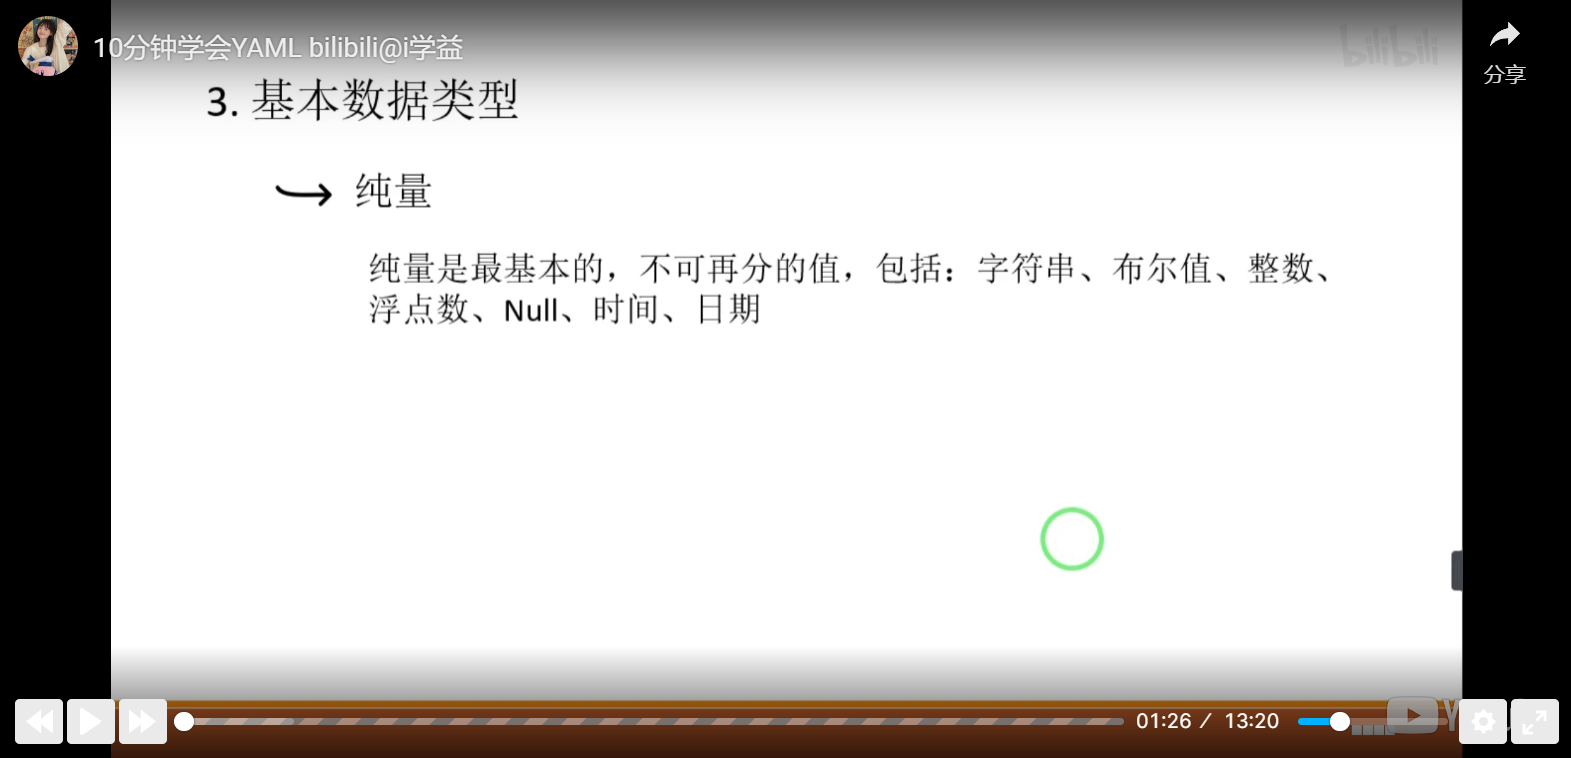 10分钟学会YAML bilibili@i学益
bilibili
分享
3. 基本数据类型
纯量
纯量是最基本的，不可再分的值，包括：字符串、布尔值、整数、
浮点数、Null、时间、日期
01:26 / 13:20